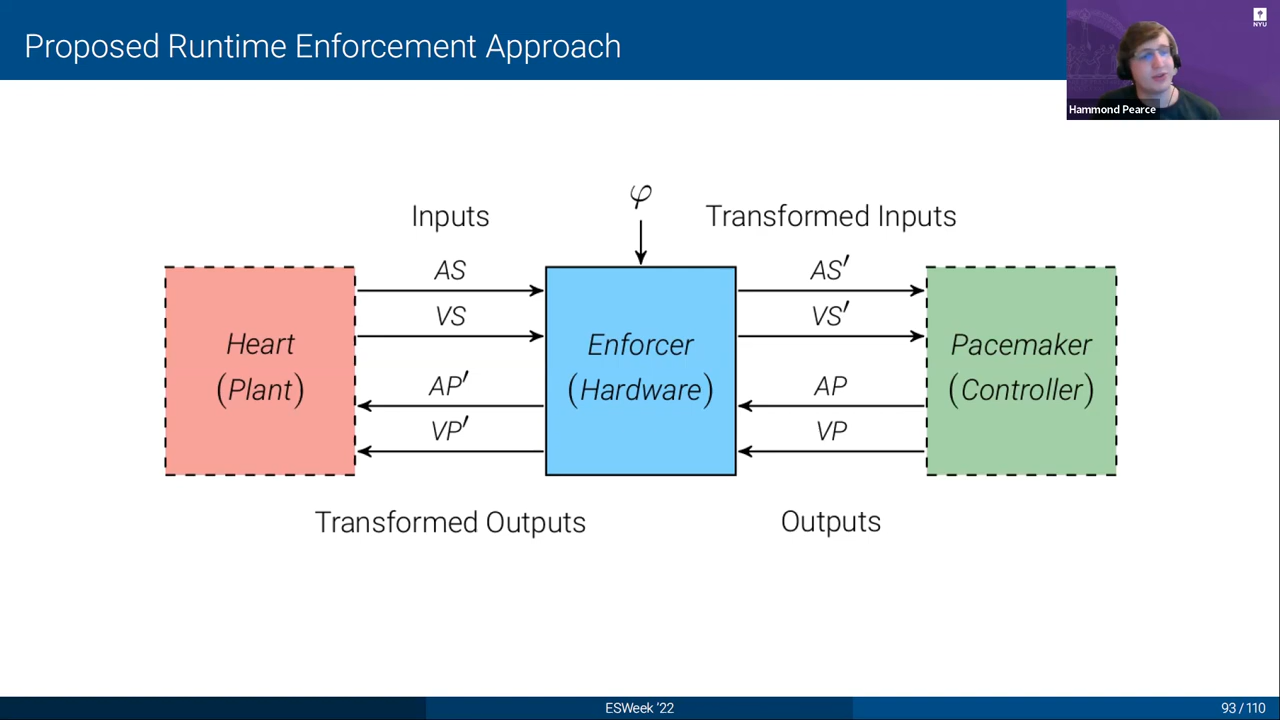 Proposed Runtime Enforcement Approach
NYU
Hammond Pearce
φ
Inputs
Transformed Inputs
AS
AS′
VS
VS′
Heart
(Plant)
Enforcer
(Hardware)
Pacemaker
(Controller)
AP′
AP
VP′
VP
Transformed Outputs
Outputs
ESWeek ‘22
93 / 110